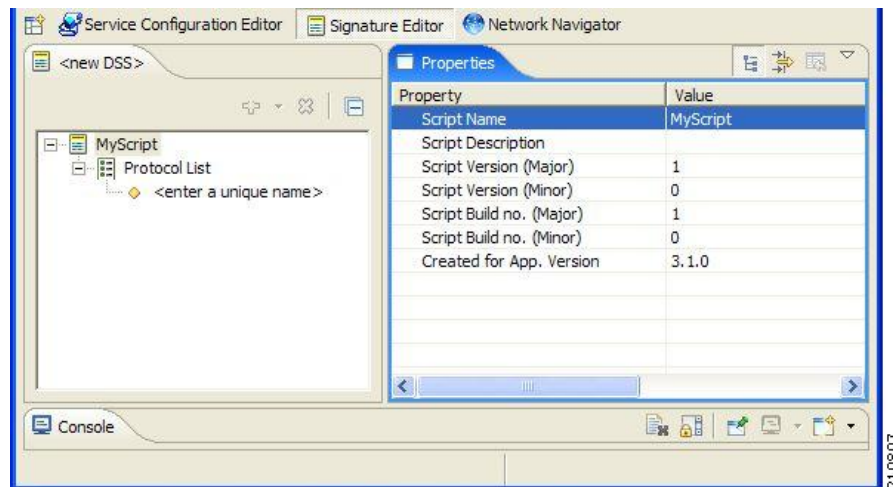 Service Configuration Editor Signature Editor Network Navigator
<new DSS>
MyScript
Protocol List
<enter a unique name>
Properties
Property Value
Script Name MyScript
Script Description
Script Version (Major) 1
Script Version (Minor) 0
Script Build no. (Major) 1
Script Build no. (Minor) 0
Created for App. Version 3.1.0
Console